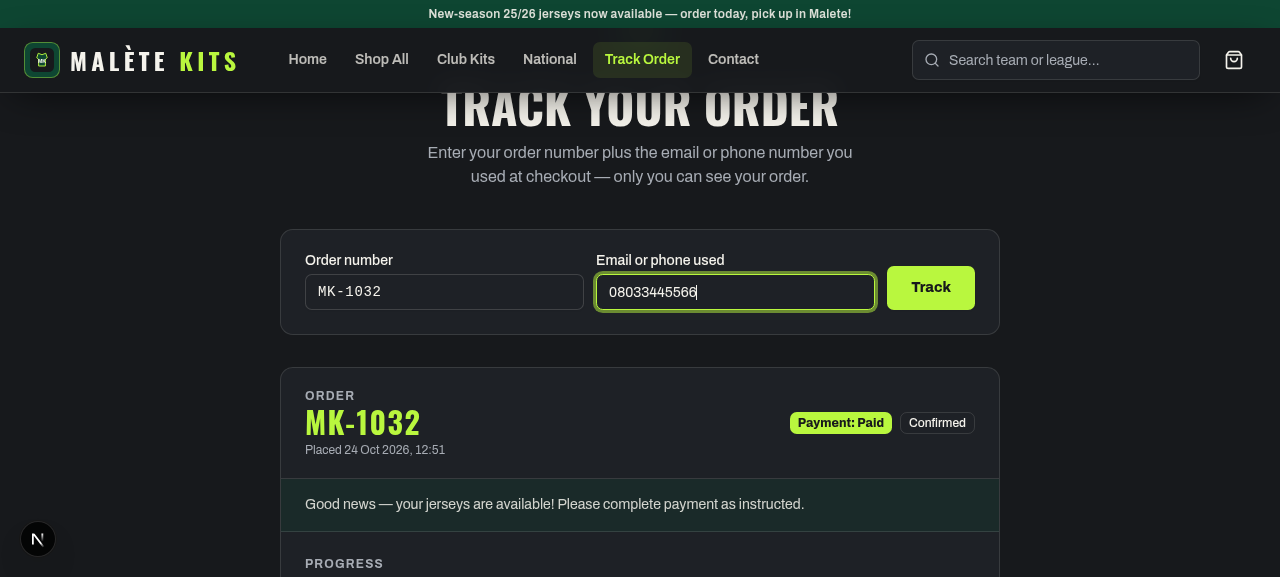 New-season 25/26 jerseys now available — order today, pick up in Malete!
MALÈTE KITS
Home
Shop All
Club Kits
National
Track Order
Contact
Search team or league...
TRACK YOUR ORDER
Enter your order number plus the email or phone number you
used at checkout — only you can see your order.
Order number
Email or phone used
MK-1032
08033445566
Track
ORDER
MK-1032
Payment: Paid
Confirmed
Placed 24 Oct 2026, 12:51
Good news — your jerseys are available! Please complete payment as instructed.
PROGRESS
N